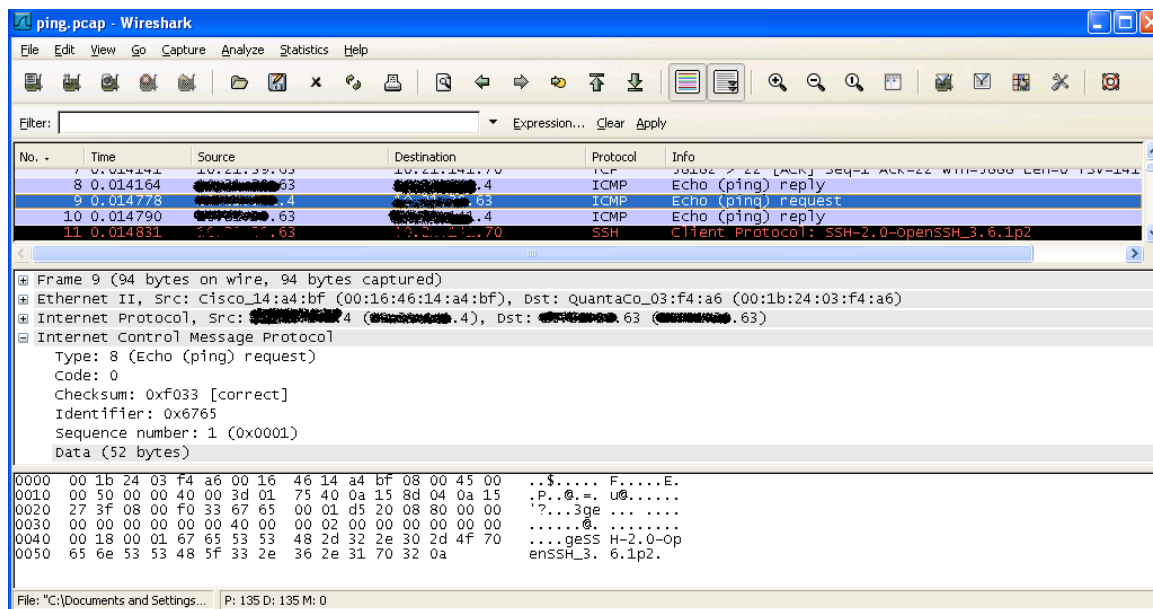 ping.pcap - Wireshark
File Edit View Go Capture Analyze Statistics Help
Filter: Expression... Clear Apply
No. - Time Source Destination Protocol Info
8 0.014164 63 .4 ICMP Echo (ping) reply
9 0.014778 .4 .63 ICMP Echo (ping) request
10 0.014790 .63 .4 ICMP Echo (ping) reply
11 0.014831 .63 .70 SSH Client Protocol: SSH-2.0-OpenSSH_3.6.1p2
Frame 9 (94 bytes on wire, 94 bytes captured)
Ethernet II, Src: Cisco_14:a4:bf (00:16:46:14:a4:bf), Dst: QuantaCo_03:f4:a6 (00:1b:24:03:f4:a6)
Internet Protocol, Src: 4 ( .4), Dst: .63 ( .63)
Internet Control Message Protocol
Type: 8 (Echo (ping) request)
Code: 0
Checksum: 0xf033 [correct]
Identifier: 0x6765
Sequence number: 1 (0x0001)
Data (52 bytes)
0000 00 1b 24 03 f4 a6 00 16 46 14 a4 bf 08 00 45 00 ..$..... F.....E.
0010 00 50 00 00 40 00 3d 01 75 40 0a 15 8d 04 0a 15 .P..@.=. u@......
0020 27 3f 08 00 f0 33 67 65 00 01 d5 20 08 80 00 00 '?...3ge ... ....
0030 00 00 00 00 00 00 40 00 00 02 00 00 00 00 00 00 ......@. ........
0040 00 18 00 01 67 65 53 53 48 2d 32 2e 30 2d 4f 70 ....geSS H-2.0-Op
0050 65 6e 53 53 48 5f 33 2e 36 2e 31 70 32 0a enSSH_3. 6.1p2.
File: "C:\Documents and Settings... P: 135 D: 135 M: 0